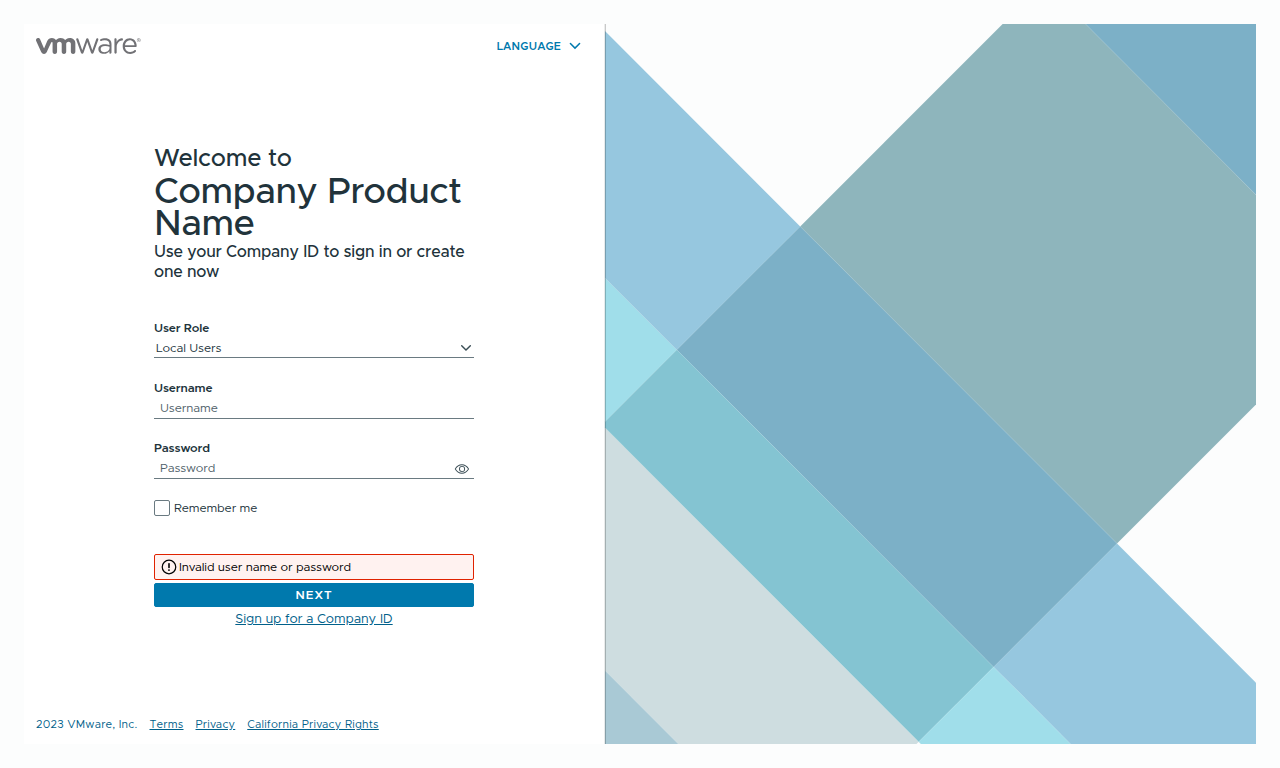 vmware®
LANGUAGE
Welcome to
Company Product
Name
Use your Company ID to sign in or create
one now
User Role
Local Users
Username
Username
Password
Password
Remember me
Invalid user name or password
NEXT
Sign up for a Company ID
2023 VMware, Inc. Terms Privacy California Privacy Rights